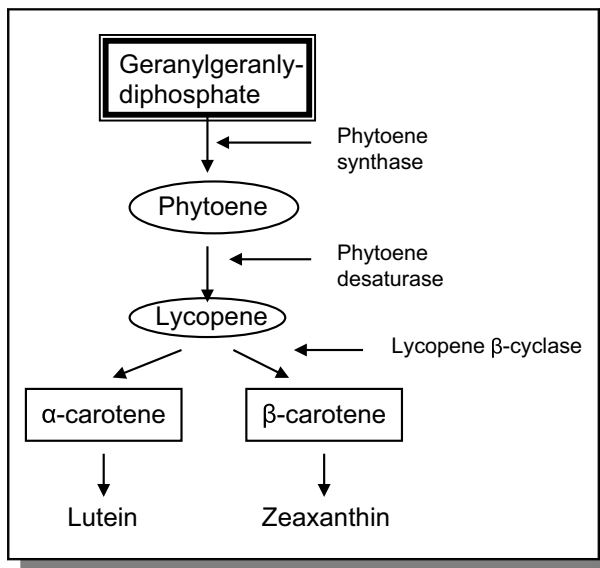 Geranylgeranly-
diphosphate
Phytoene
synthase
Phytoene
Phytoene
desaturase
Lycopene
Lycopene β-cyclase
α-carotene
β-carotene
Lutein
Zeaxanthin